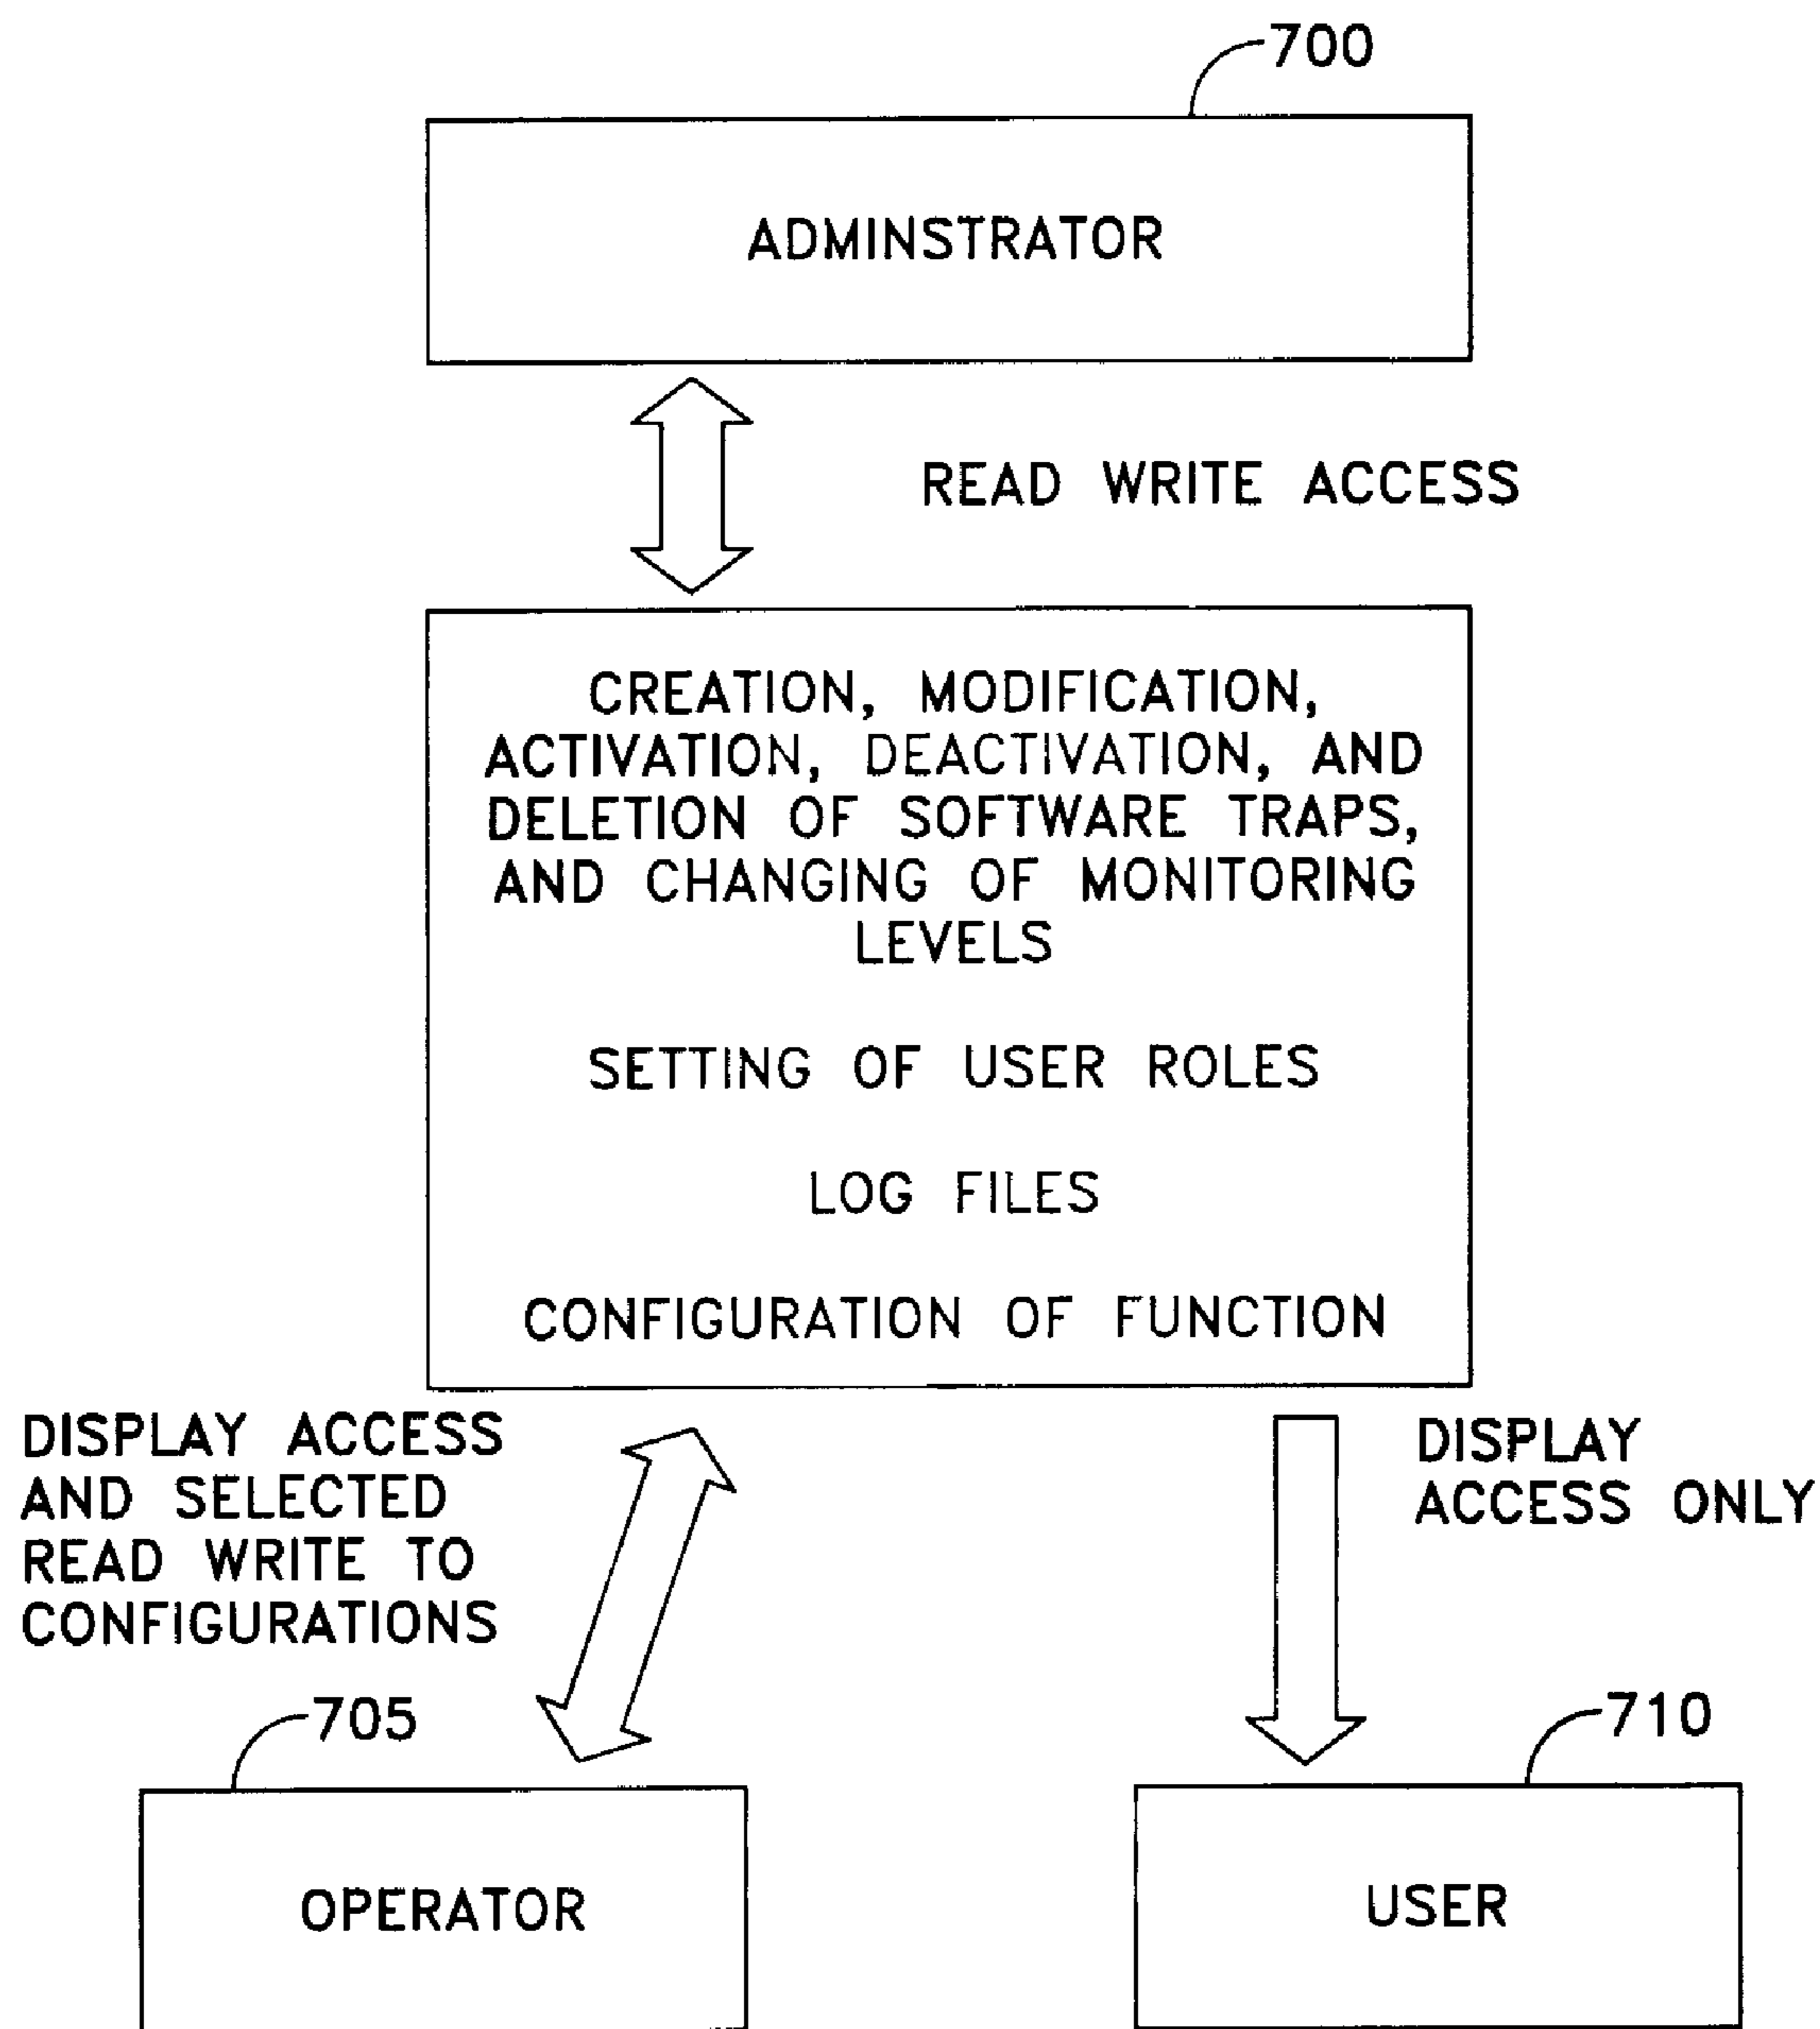 700
ADMINSTRATOR
READ WRITE ACCESS
CREATION, MODIFICATION,
ACTIVATION, DEACTIVATION, AND
DELETION OF SOFTWARE TRAPS,
AND CHANGING OF MONITORING
LEVELS
SETTING OF USER ROLES
LOG FILES
CONFIGURATION OF FUNCTION
DISPLAY ACCESS
AND SELECTED
READ WRITE TO
CONFIGURATIONS
DISPLAY
ACCESS ONLY
705
OPERATOR
710
USER